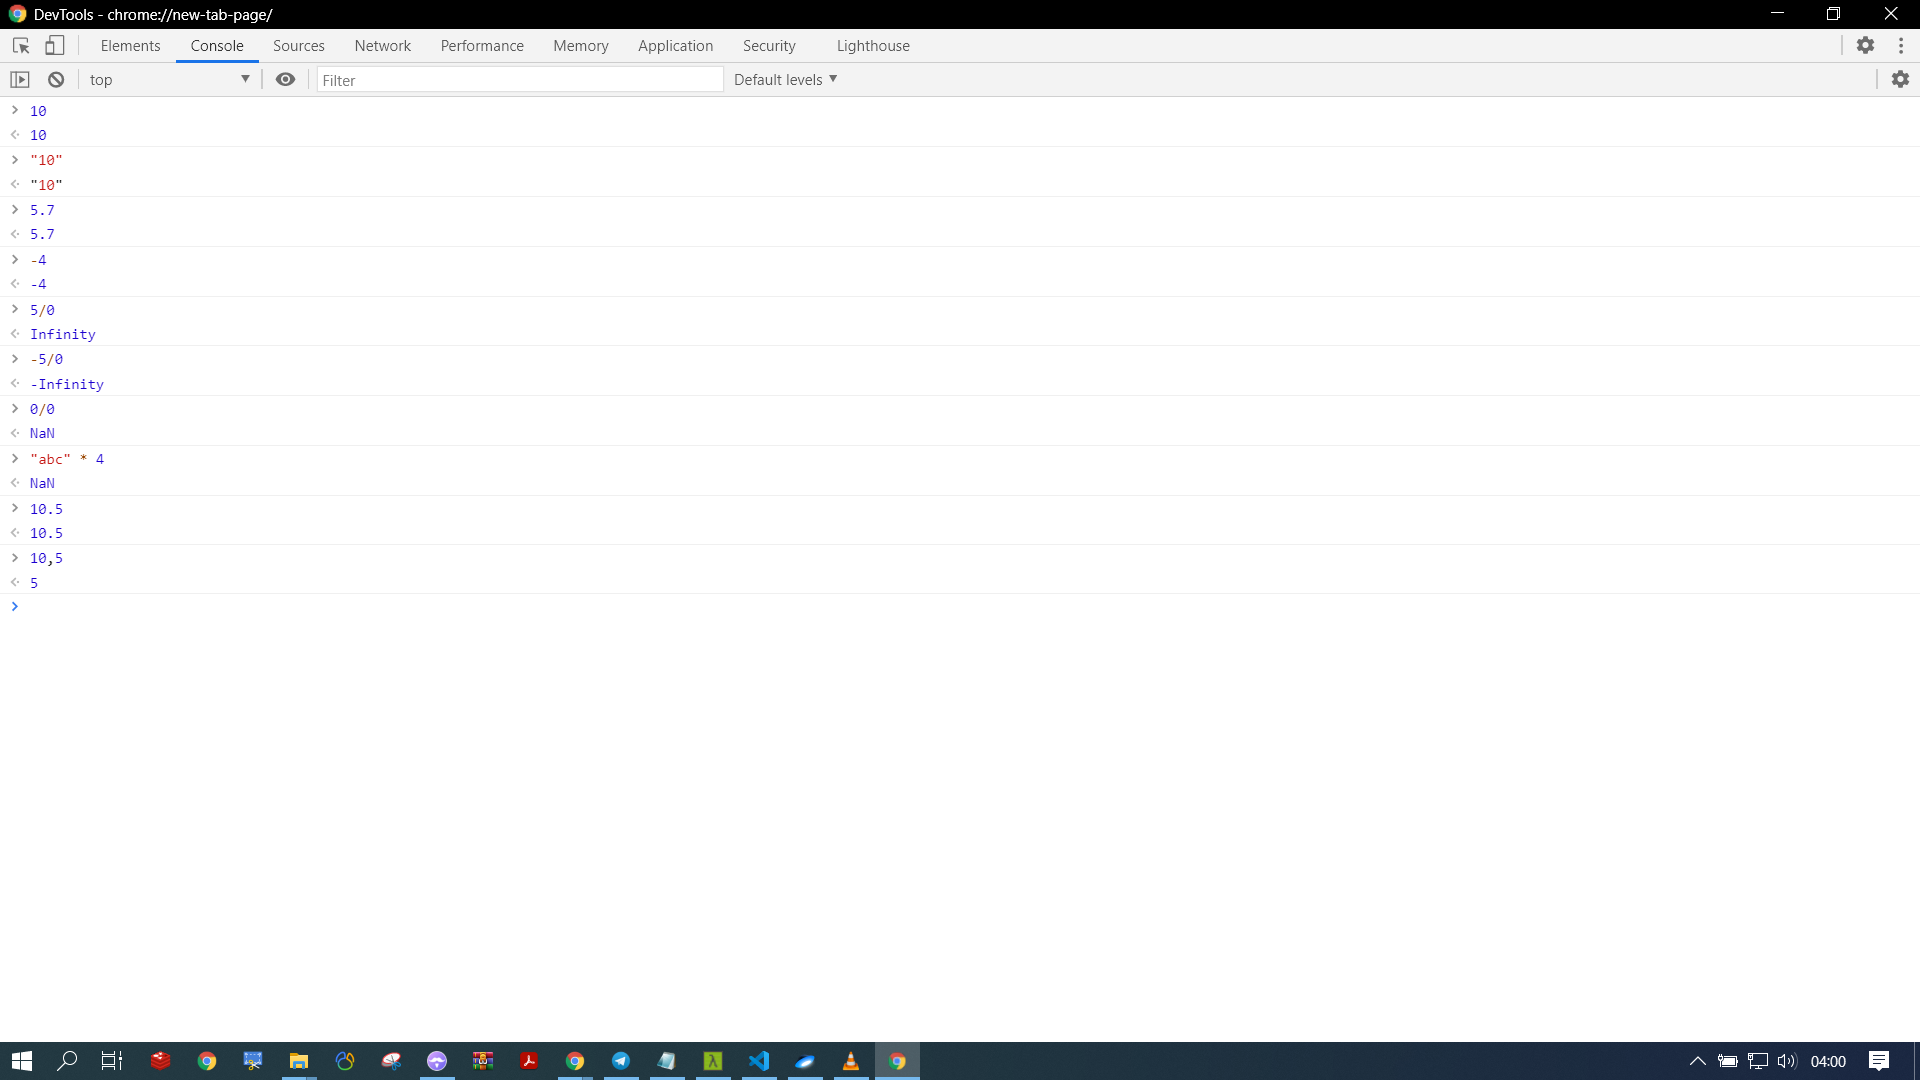 DevTools - chrome://new-tab-page/
Elements Console Sources Network Performance Memory Application Security Lighthouse
top Filter Default levels
10
10
"10"
"10"
5.7
5.7
-4
-4
5/0
Infinity
-5/0
-Infinity
0/0
NaN
"abc" * 4
NaN
10.5
10.5
10,5
5
04:00